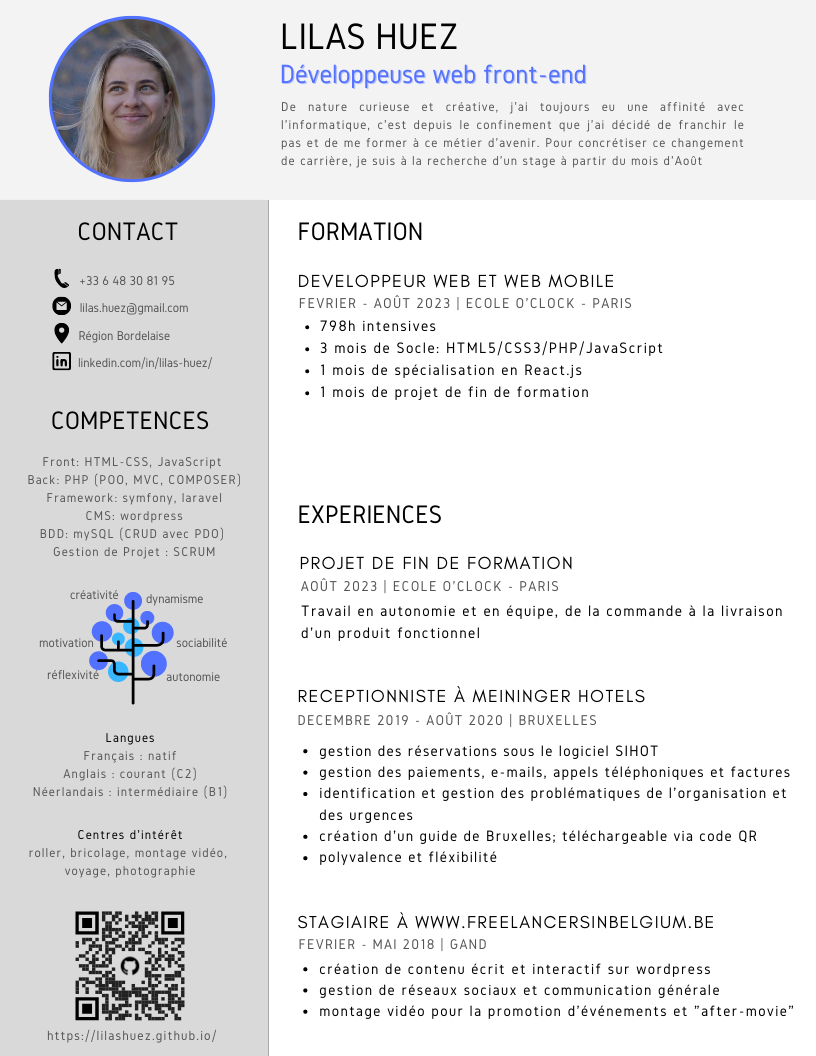 LILAS HUEZ
Développeuse web front-end
De nature curieuse et créative, j'ai toujours eu une affinité avec
l'informatique, c'est depuis le confinement que j'ai décidé de franchir le
pas et de me former à ce métier d'avenir. Pour concrétiser ce changement
de carrière, je suis à la recherche d'un stage à partir du mois d'Août
CONTACT
+33 6 48 30 81 95
lilas.huez@gmail.com
Région Bordelaise
linkedin.com/in/lilas-huez/
COMPETENCES
Front: HTML-CSS, JavaScript
Back: PHP (POO, MVC, COMPOSER)
Framework: symfony, laravel
CMS: wordpress
BDD: mySQL (CRUD avec PDO)
Gestion de Projet : SCRUM
créativité
dynamisme
motivation
sociabilité
réflexivité
autonomie
Langues
Français : natif
Anglais : courant (C2)
Néerlandais : intermédiaire (B1)
Centres d'intérêt
roller, bricolage, montage vidéo,
voyage, photographie
https://lilashuez.github.io/
FORMATION
DEVELOPPEUR WEB ET WEB MOBILE
FEVRIER - AOÛT 2023 | ECOLE O'CLOCK - PARIS
• 798h intensives
• 3 mois de Socle: HTML5/CSS3/PHP/JavaScript
• 1 mois de spécialisation en React.js
• 1 mois de projet de fin de formation
EXPERIENCES
PROJET DE FIN DE FORMATION
AOÛT 2023 | ECOLE O'CLOCK - PARIS
Travail en autonomie et en équipe, de la commande à la livraison
d'un produit fonctionnel
RECEPTIONNISTE À MEININGER HOTELS
DECEMBRE 2019 - AOÛT 2020 | BRUXELLES
• gestion des réservations sous le logiciel SIHOT
• gestion des paiements, e-mails, appels téléphoniques et factures
• identification et gestion des problématiques de l'organisation et
des urgences
• création d'un guide de Bruxelles; téléchargeable via code QR
• polyvalence et fléxibilité
STAGIAIRE À WWW.FREELANCERSINBELGIUM.BE
FEVRIER - MAI 2018 | GAND
• création de contenu écrit et interactif sur wordpress
• gestion de réseaux sociaux et communication générale
• montage vidéo pour la promotion d'événements et "after-movie"